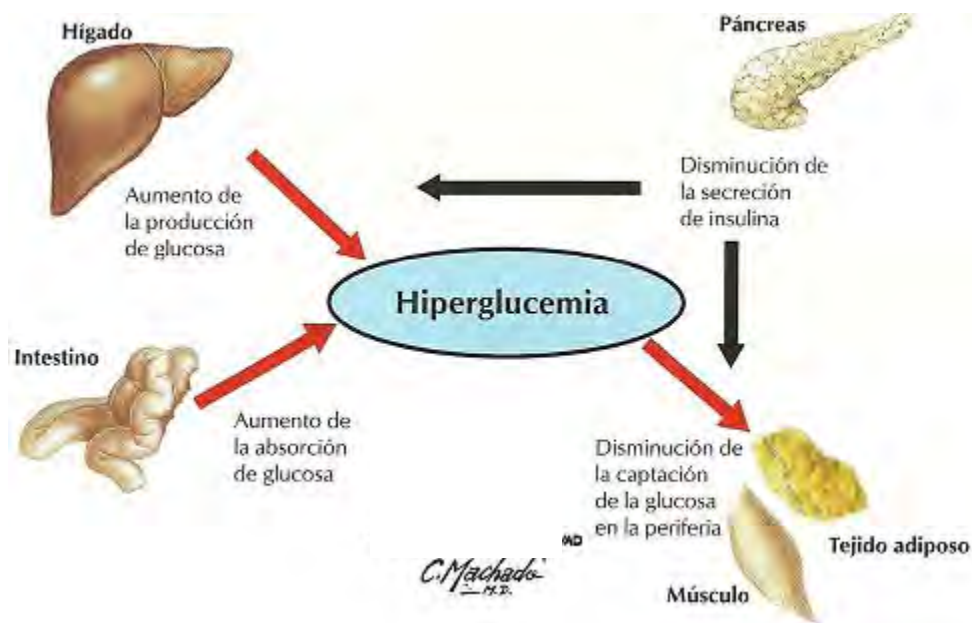 Hígado
Páncreas
Aumento de
la producción
de glucosa
Disminución de
la secreción
de insulina
Hiperglucemia
Intestino
Aumento de
la absorción
de glucosa
Disminución de
la captación
de la glucosa
en la periferia
Tejido adiposo
Músculo
C. Machado
M.D.